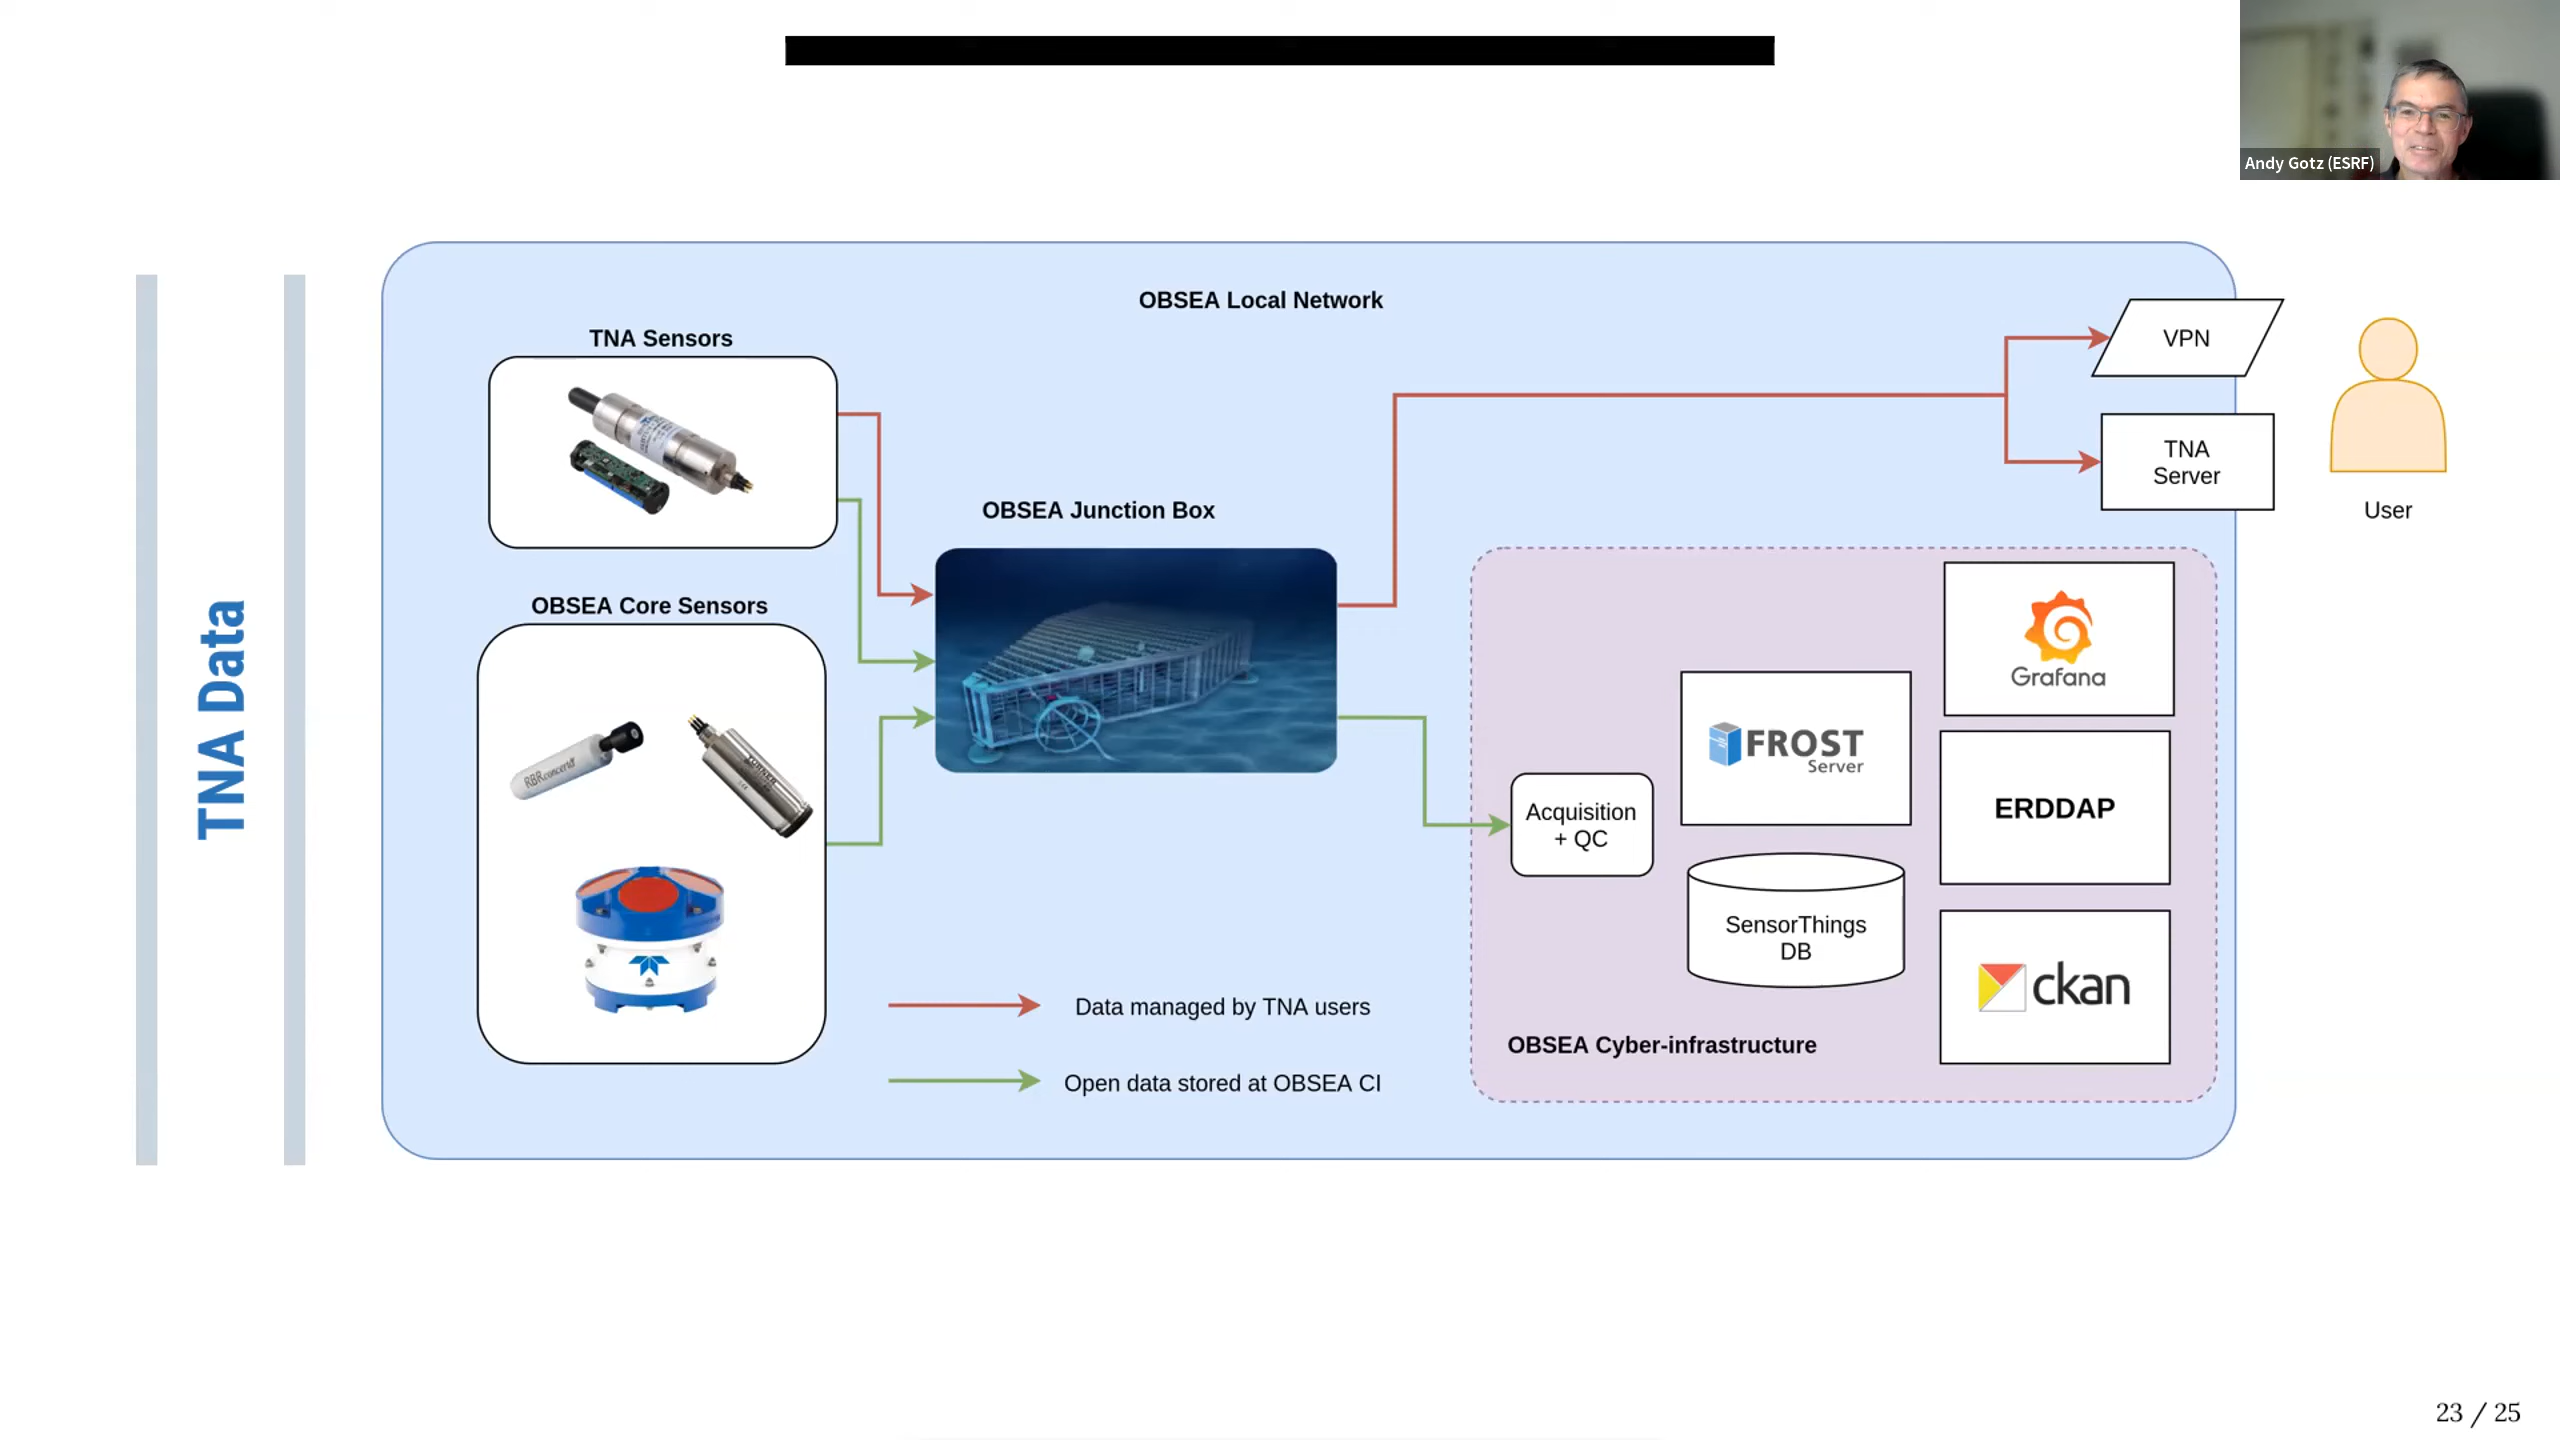 Andy Gotz (ESRF)
TNA Data
OBSEA Local Network
TNA Sensors
VPN
TNA
Server
User
OBSEA Junction Box
OBSEA Core Sensors
RBRconcerto
TURNER
Grafana
FROST
Server
ERDDAP
Acquisition
+ QC
SensorThings
DB
ckan
Data managed by TNA users
Open data stored at OBSEA CI
OBSEA Cyber-infrastructure
23 / 25